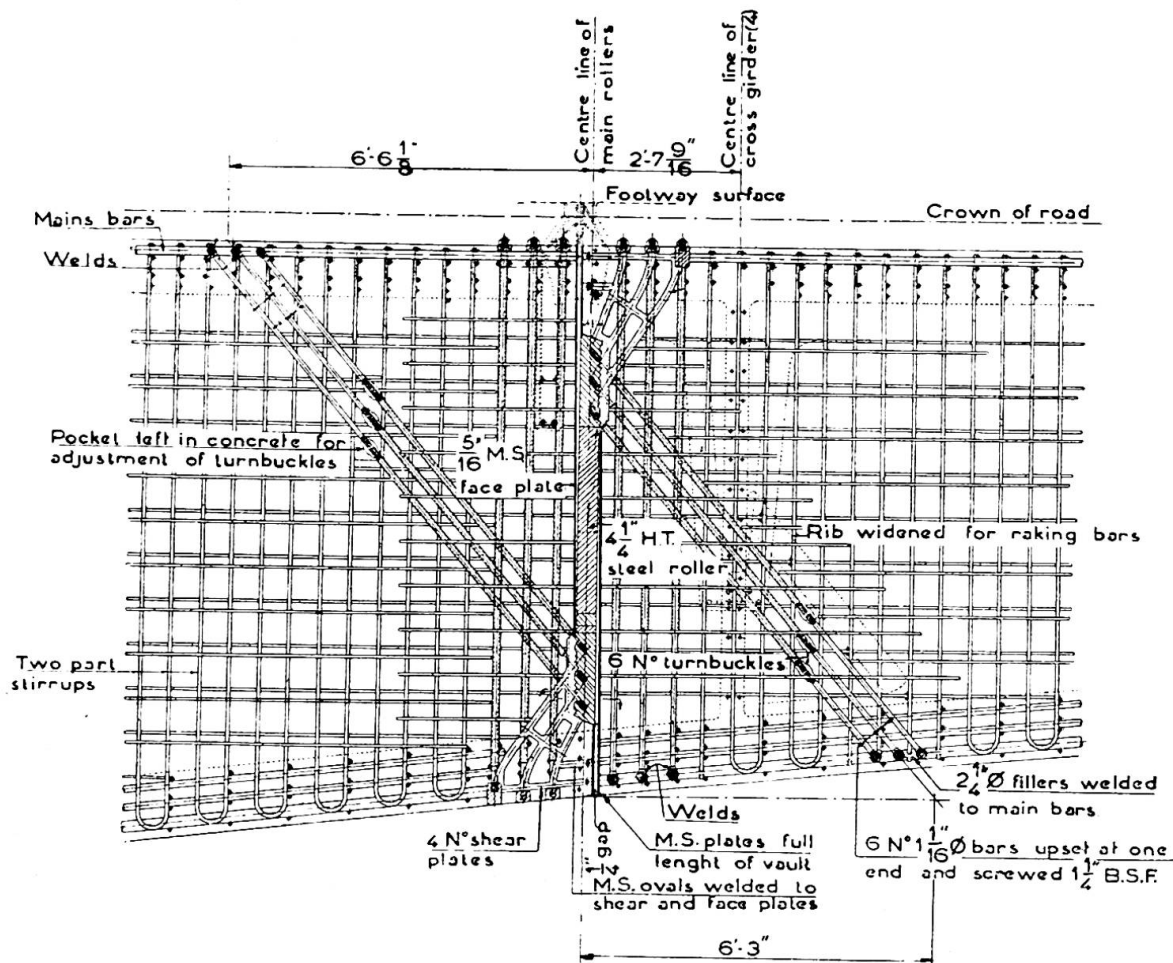 Centre line of
main rollers
Centre line of
cross girder(4)
6'-6 1/8"
2'-7 9/16"
Footway surface
Crown of road
Mains bars
Welds
Pocket left in concrete for
adjustment of turnbuckles
5/16" M.S.
face plate
4 1/4" H.T.
steel roller
Rib widened for raking bars
Two part
stirrups
6 N° turnbuckles
2 1/4" Ø fillers welded
to main bars
Welds
4 N° shear
plates
1/4" gap
M.S. plates full
lenght of vault
6 N° 1 1/16" Ø bars upset at one
end and screwed 1 1/4" B.S.F.
M.S. ovals welded to
shear and face plates
6'-3"